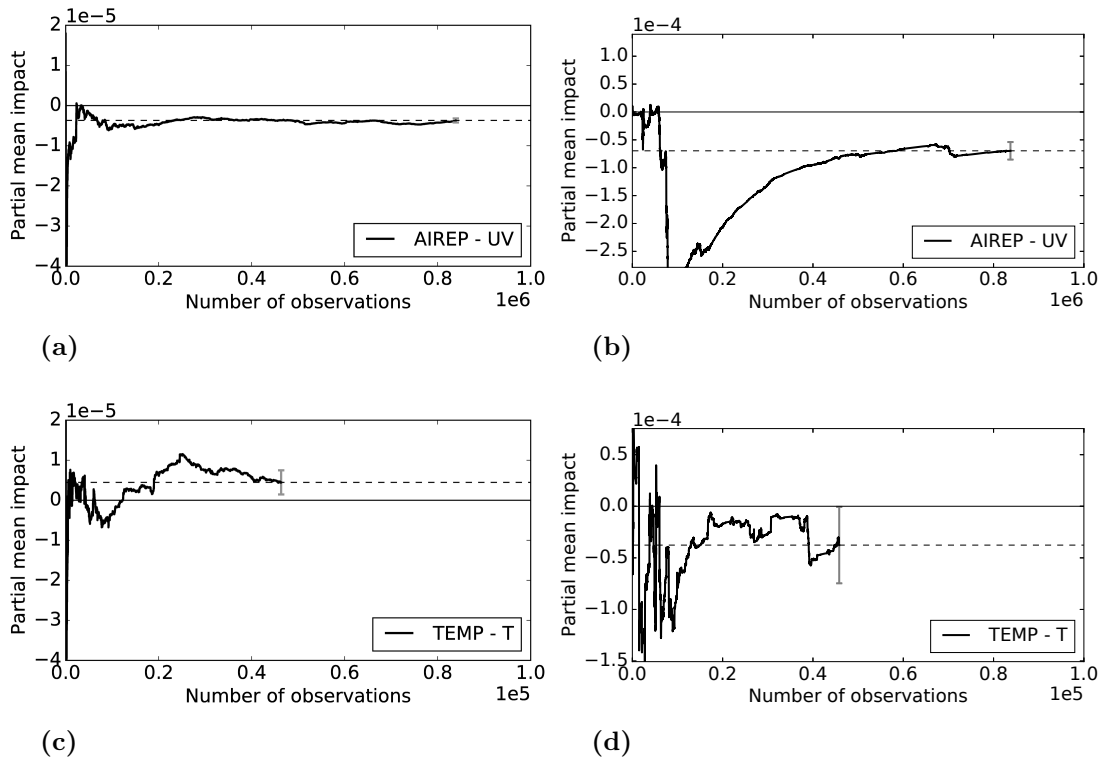 1e-5
2
1
0
−1
−2
−3
−4
Partial mean impact
AIREP - UV
0.0 0.2 0.4 0.6 0.8 1.0
Number of observations
1e6
(a)
1e-4
1.0
0.5
0.0
−0.5
−1.0
−1.5
−2.0
−2.5
Partial mean impact
AIREP - UV
0.0 0.2 0.4 0.6 0.8 1.0
Number of observations
1e6
(b)
1e-5
2
1
0
−1
−2
−3
−4
Partial mean impact
TEMP - T
0.0 0.2 0.4 0.6 0.8 1.0
Number of observations
1e5
(c)
1e-4
0.5
0.0
−0.5
−1.0
−1.5
Partial mean impact
TEMP - T
0.0 0.2 0.4 0.6 0.8 1.0
Number of observations
1e5
(d)